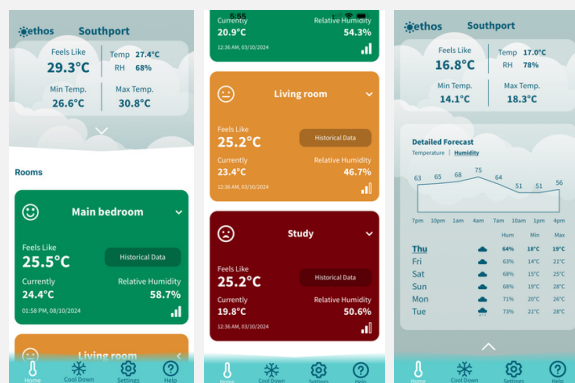 ethos Southport
Feels Like
29.3°C
Temp 27.4°C
RH 68%
Min Temp.
26.6°C
Max Temp.
30.8°C
Rooms
Main bedroom
Feels Like
25.5°C
Historical Data
Currently
24.4°C
Relative Humidity
58.7%
01:58 PM, 08/10/2024
Living room
Home
Cool Down
Settings
Help
5:55
Currently
20.9°C
Relative Humidity
54.3%
12:36 AM, 03/10/2024
Living room
Feels Like
25.2°C
Historical Data
Currently
23.4°C
Relative Humidity
46.7%
12:36 AM, 03/10/2024
Study
Feels Like
25.2°C
Historical Data
Currently
19.8°C
Relative Humidity
50.6%
12:36 AM, 03/10/2024
Home
Cool Down
Settings
Help
ethos Southport
Feels Like
16.8°C
Temp 17.0°C
RH 78%
Min Temp.
14.1°C
Max Temp.
18.3°C
Detailed Forecast
Temperature | Humidity
63 65 68 75 64 51 51 56
7pm 10pm 1am 4am 7am 10am 1pm 4pm
Hum Min Max
Thu 64% 18°C 19°C
Fri 63% 14°C 21°C
Sat 68% 15°C 25°C
Sun 68% 19°C 28°C
Mon 71% 20°C 26°C
Tue 73% 21°C 28°C
Home
Cool Down
Settings
Help